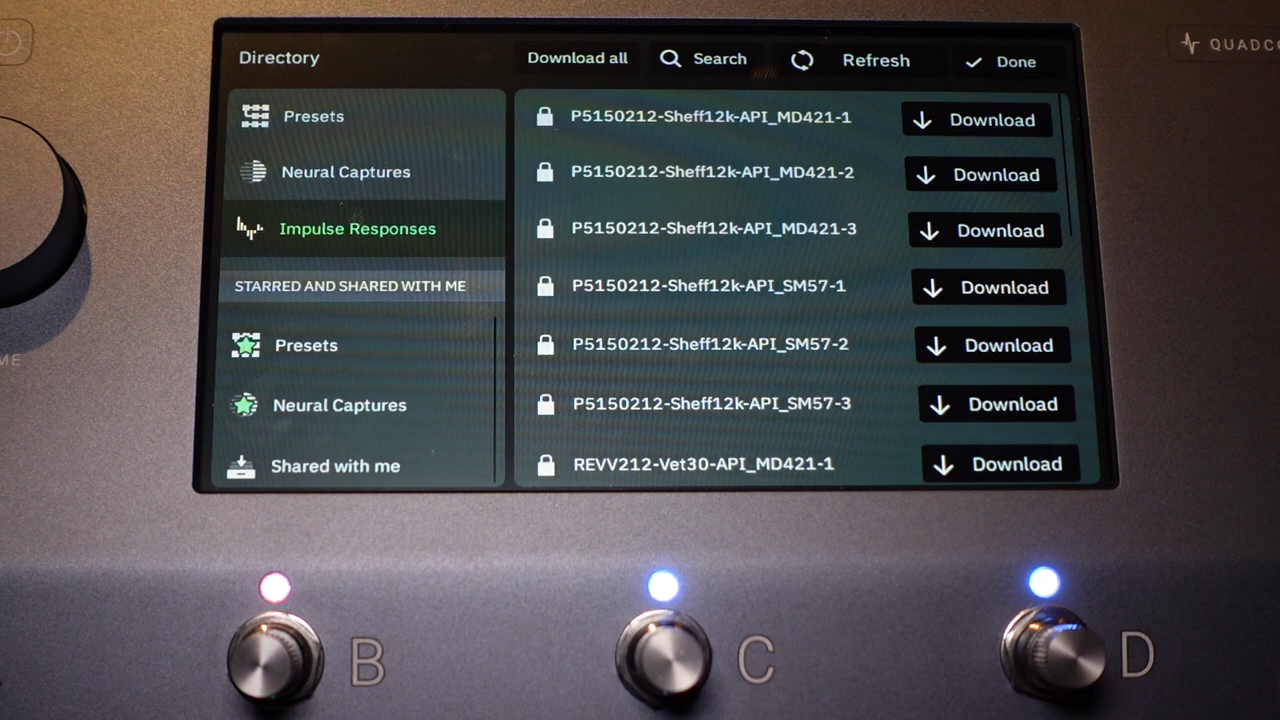 Directory
Download all
Search
Refresh
Done
Presets
Neural Captures
Impulse Responses
STARRED AND SHARED WITH ME
Presets
Neural Captures
Shared with me
P5150212-Sheff12k-API_MD421-1 Download
P5150212-Sheff12k-API_MD421-2 Download
P5150212-Sheff12k-API_MD421-3 Download
P5150212-Sheff12k-API_SM57-1 Download
P5150212-Sheff12k-API_SM57-2 Download
P5150212-Sheff12k-API_SM57-3 Download
REVV212-Vet30-API_MD421-1 Download
QUADCO
ME
B
C
D